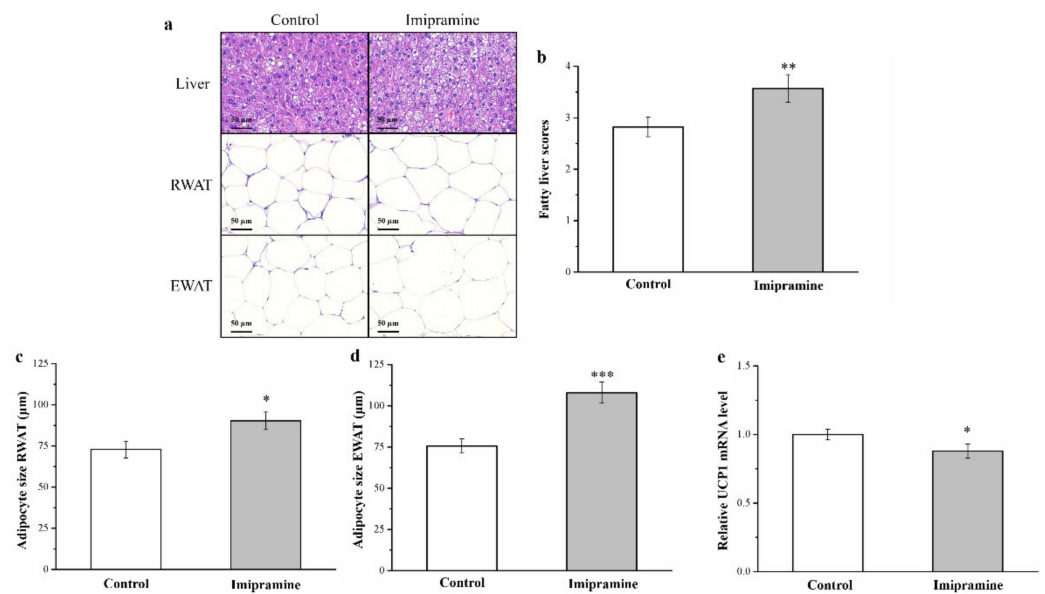 a
Control
Imipramine
Liver
50 µm
50 µm
RWAT
50 µm
50 µm
EWAT
50 µm
50 µm
b
Fatty liver scores
4
3
2
1
0
**
Control
Imipramine
c
Adipocyte size RWAT (µm)
125
100
75
50
25
0
*
Control
Imipramine
d
Adipocyte size EWAT (µm)
125
100
75
50
25
0
***
Control
Imipramine
e
Relative UCP1 mRNA level
1.5
1.0
0.5
0.0
*
Control
Imipramine